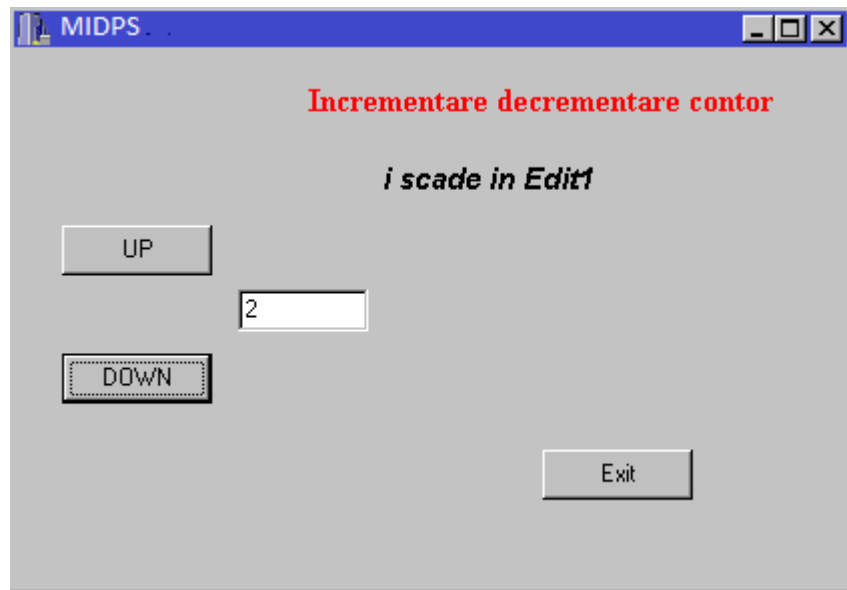 MIDPS . .
Incrementare decrementare contor
i scade in Edit1
UP
2
DOWN
Exit